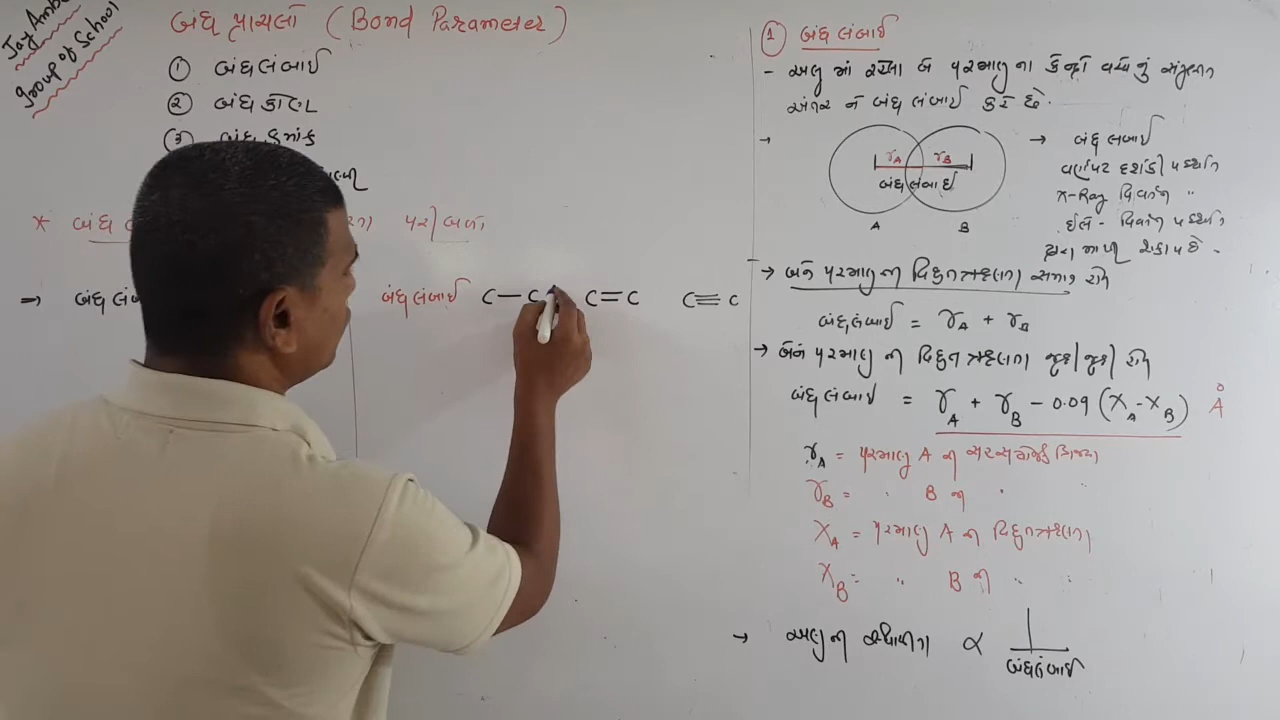 Jay Ambe
Group of School
બંધ પ્રાચલો (Bond Parameter)
① બંધલંબાઈ
② બંધકોણ
③ બંધક્રમાંક
* બંધ પરીબળો
⇒ બંધલં
બંધલંબાઈ C—C C=C C≡C
① બંધ લંબાઈ
- અણુ માં રહેલા બે પરમાણુ ના કેન્દ્રો વચ્ચેનું સંતુલન
અંતર ને બંધ લંબાઈ કહે છે.
→ rA rB
બંધલંબાઈ
A B
→ બંધલંબાઈ
વર્ણપટ દર્શકી પદ્ધતિ
X-Ray વિવર્તન "
ઈલે- વિવર્તન પદ્ધતિ
દ્વારા માપી શકાય છે.
→ બંને પરમાણુની વિદ્યુતઋણતા સમાન હોય
બંધલંબાઈ = rA + rB
→ બંને પરમાણુ ની વિદ્યુતઋણતા જુદી જુદી હોય
બંધ લંબાઈ = rA + rB - 0.09 (XA - XB) Å
rA = પરમાણુ A ની સહસંયોજક ત્રિજ્યા
rB = " B ની "
XA = પરમાણુ A ની વિદ્યુતઋણતા
XB = " B ની " "
→ અણુની સ્થાયીતા ∝ 1
બંધલંબાઈ